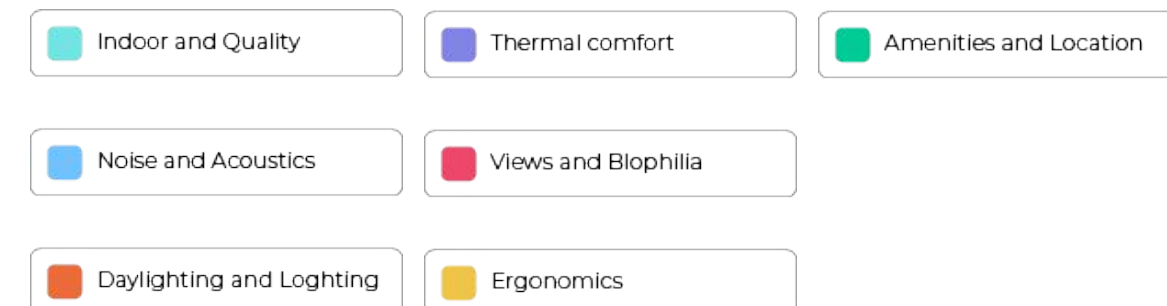 Indoor and Quality
Thermal comfort
Amenities and Location
Noise and Acoustics
Views and Blophilia
Daylighting and Loghting
Ergonomics